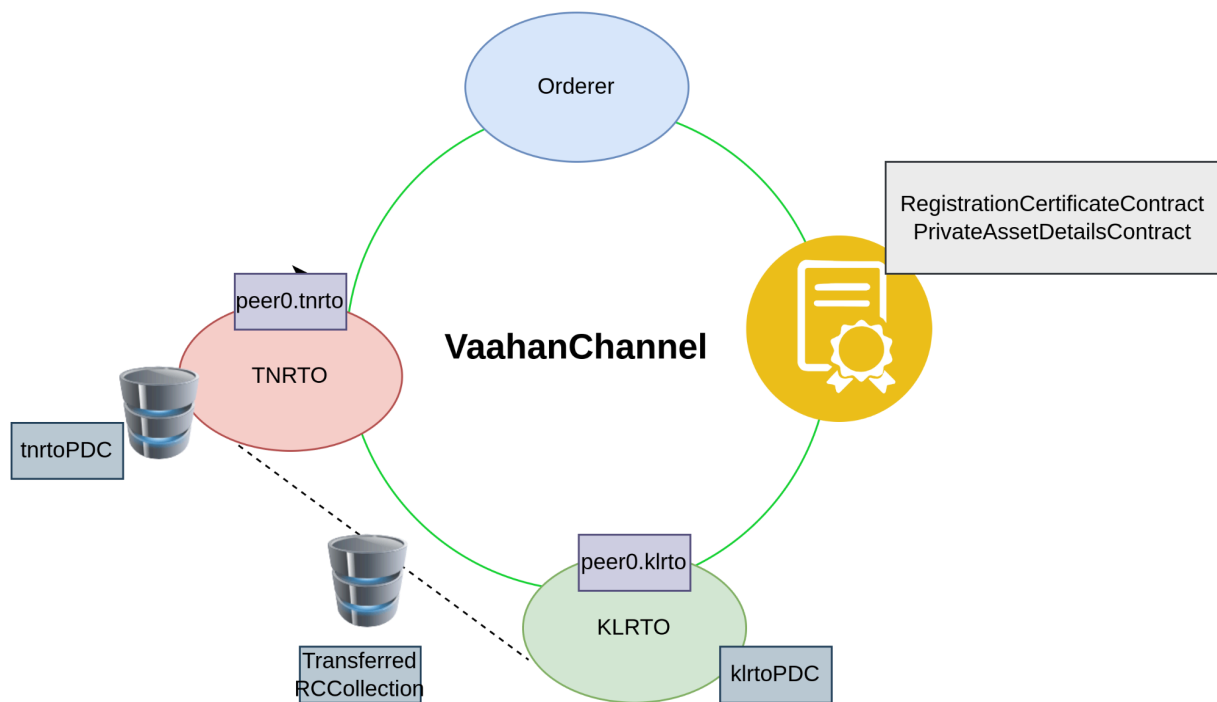 Orderer
RegistrationCertificateContract
PrivateAssetDetailsContract
peer0.tnrto
VaahanChannel
TNRTO
tnrtoPDC
peer0.klrto
KLRTO
Transferred
RCCollection
klrtoPDC